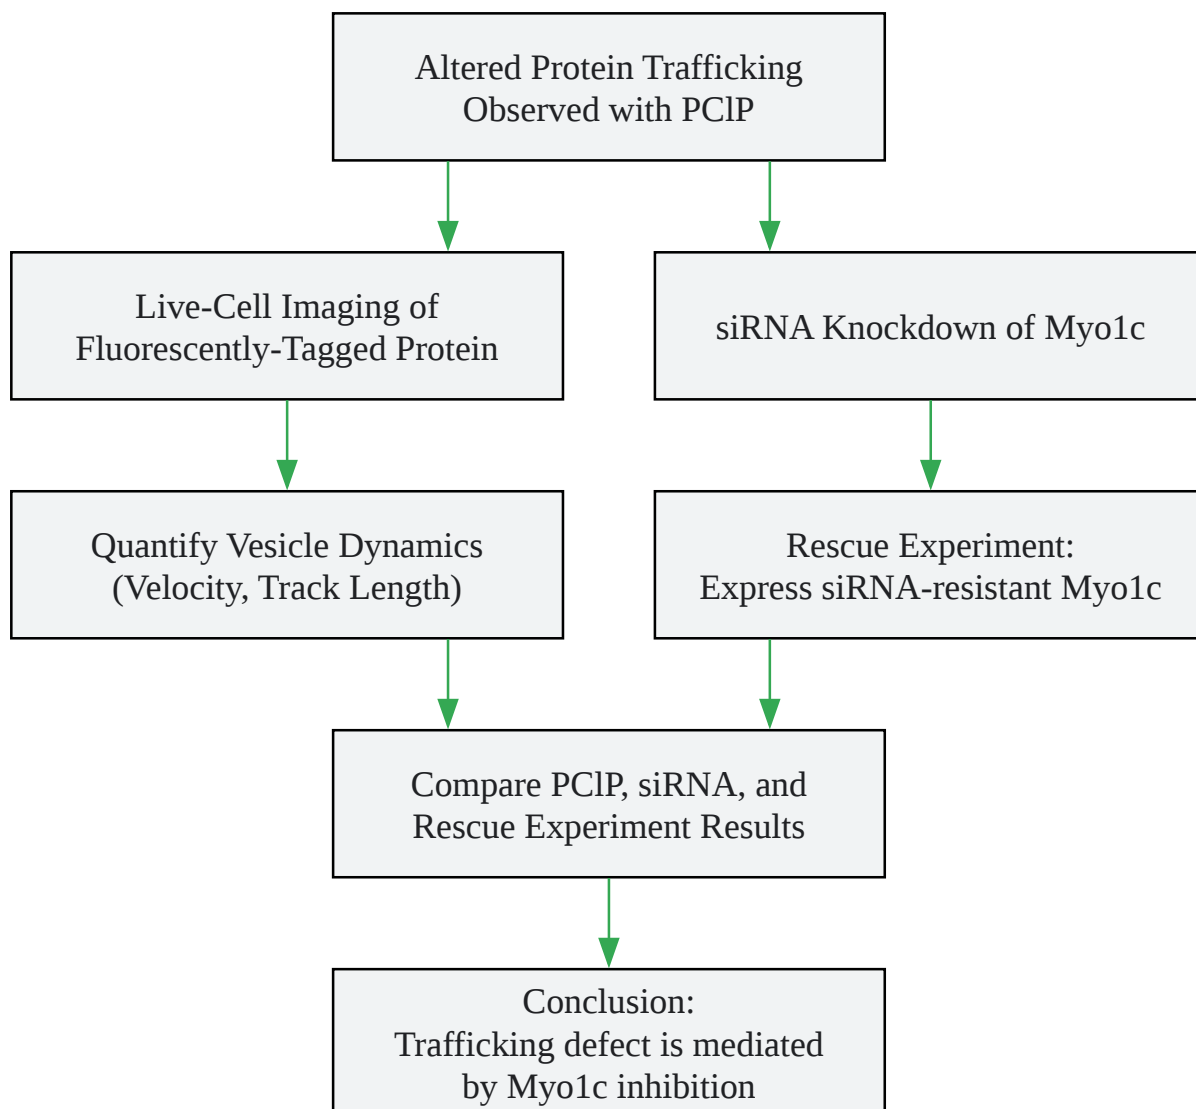 Altered Protein Trafficking
Observed with PClP
Live-Cell Imaging of
Fluorescently-Tagged Protein
siRNA Knockdown of Myo1c
Quantify Vesicle Dynamics
(Velocity, Track Length)
Rescue Experiment:
Express siRNA-resistant Myo1c
Compare PClP, siRNA, and
Rescue Experiment Results
Conclusion:
Trafficking defect is mediated
by Myo1c inhibition